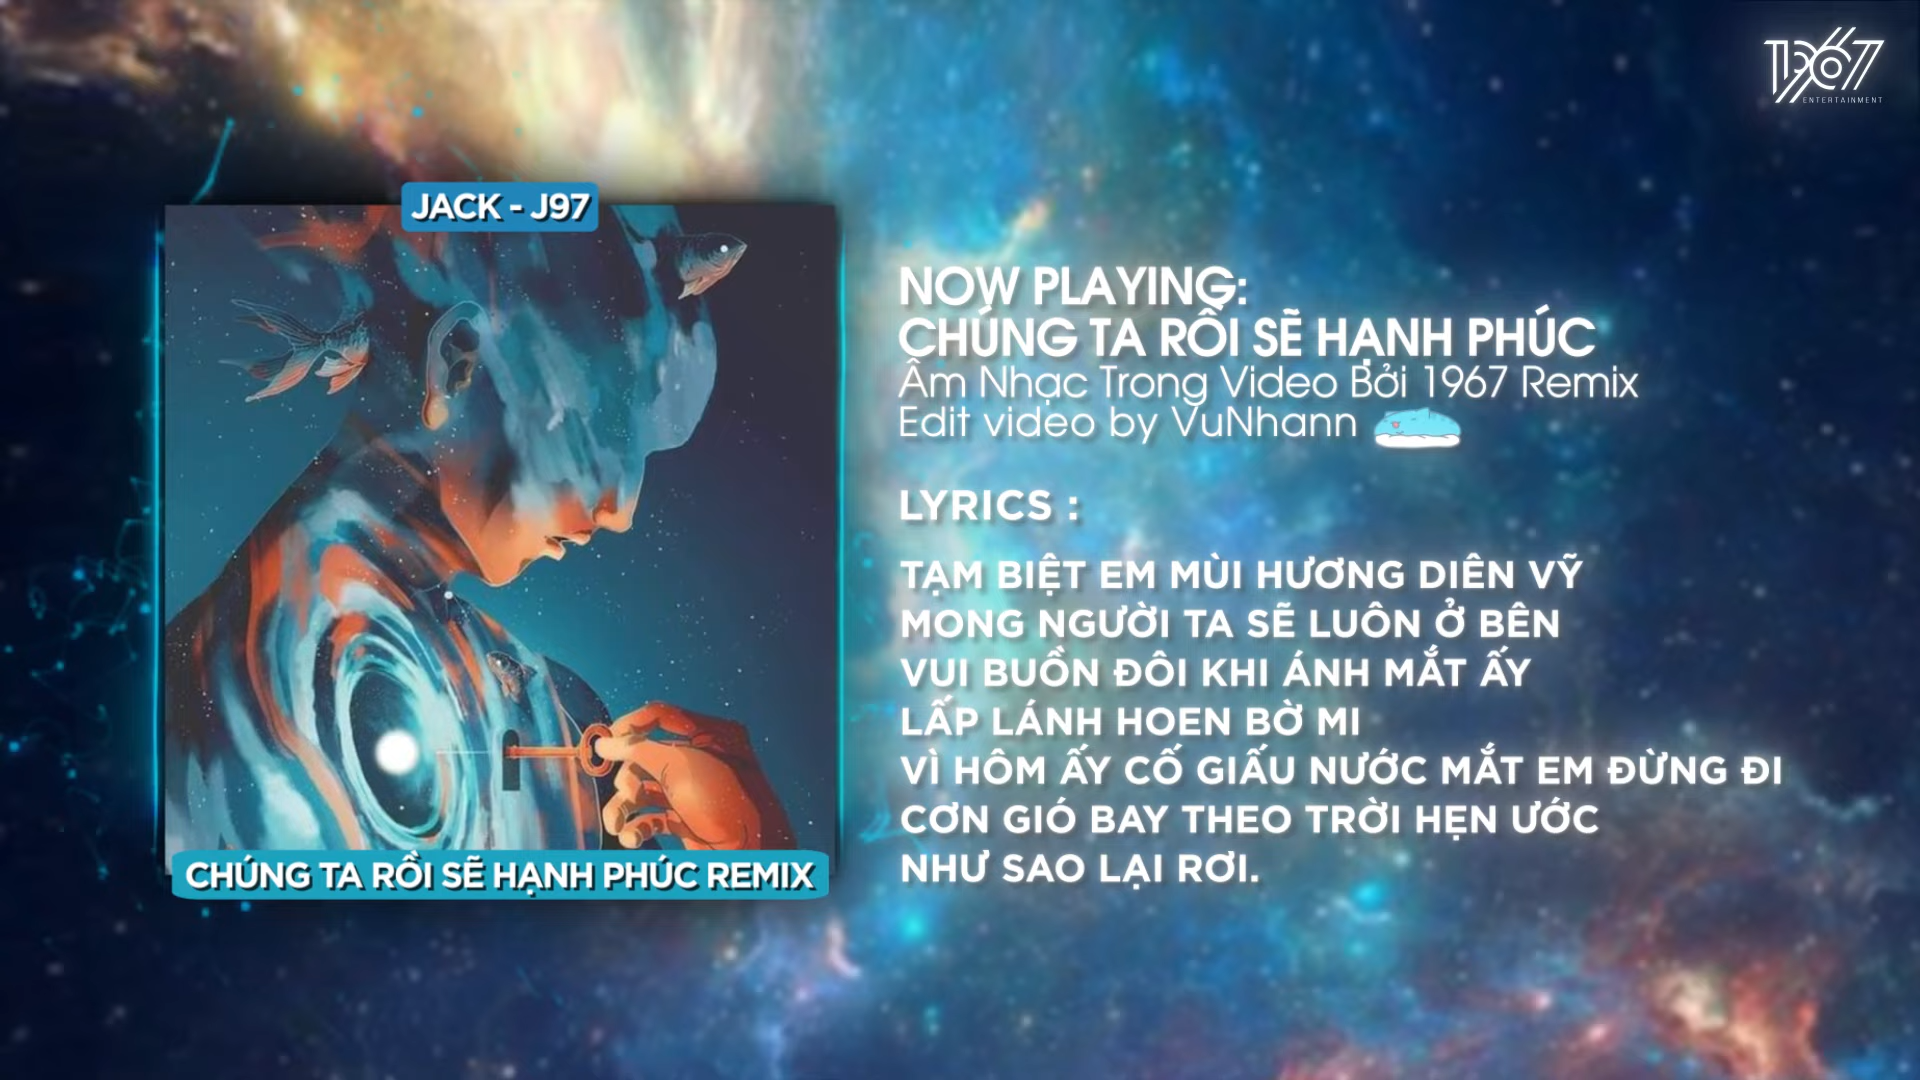 1967
ENTERTAINMENT
JACK - J97
CHÚNG TA RỒI SẼ HẠNH PHÚC REMIX
NOW PLAYING:
CHÚNG TA RỒI SẼ HẠNH PHÚC
Âm Nhạc Trong Video Bởi 1967 Remix
Edit video by VuNhann
LYRICS :
TẠM BIỆT EM MÙI HƯƠNG DIÊN VỸ
MONG NGƯỜI TA SẼ LUÔN Ở BÊN
VUI BUỒN ĐÔI KHI ÁNH MẮT ẤY
LẤP LÁNH HOEN BỜ MI
VÌ HÔM ẤY CỐ GIẤU NƯỚC MẮT EM ĐỪNG ĐI
CƠN GIÓ BAY THEO TRỜI HẸN ƯỚC
NHƯ SAO LẠI RƠI.